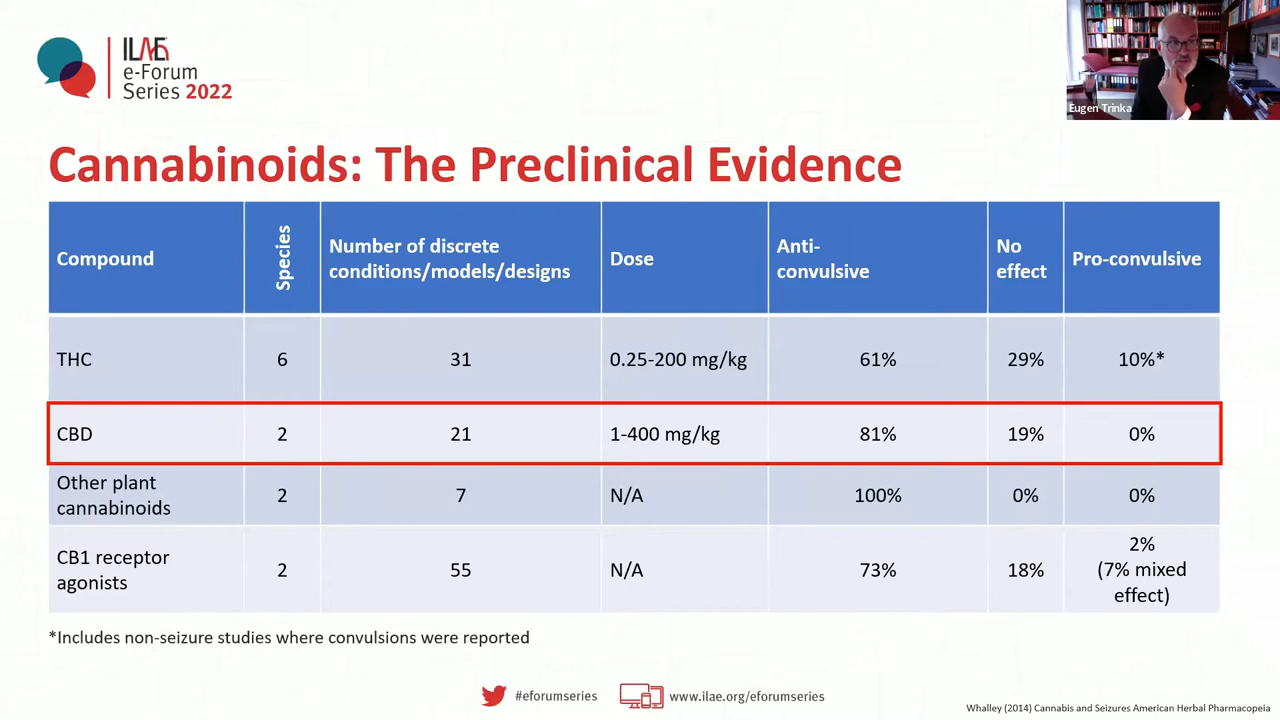 ILAE
e-Forum
Series 2022
Eugen Trinka
Cannabinoids: The Preclinical Evidence
Compound
Species
Number of discrete
conditions/models/designs
Dose
Anti-
convulsive
No
effect
Pro-convulsive
THC
6
31
0.25-200 mg/kg
61%
29%
10%*
CBD
2
21
1-400 mg/kg
81%
19%
0%
Other plant
cannabinoids
2
7
N/A
100%
0%
0%
CB1 receptor
agonists
2
55
N/A
73%
18%
2%
(7% mixed
effect)
*Includes non-seizure studies where convulsions were reported
#eforumseries
www.ilae.org/eforumseries
Whalley (2014) Cannabis and Seizures American Herbal Pharmacopeia